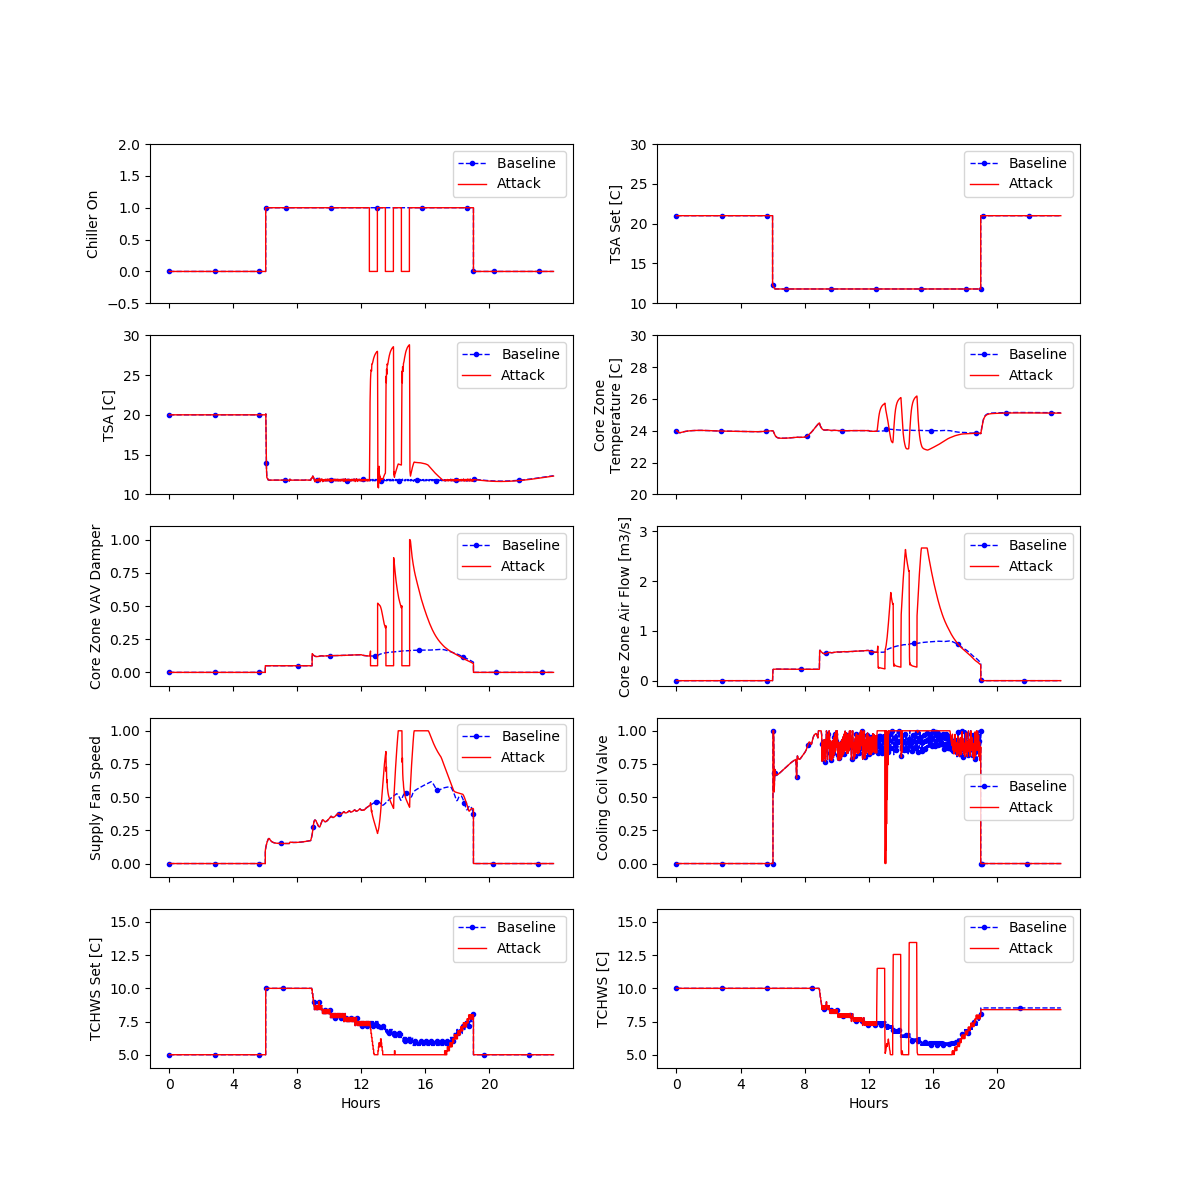 Chiller On
2.0
1.5
1.0
0.5
0.0
−0.5
Baseline
Attack
TSA Set [C]
30
25
20
15
10
Baseline
Attack
TSA [C]
30
25
20
15
10
Baseline
Attack
Core Zone
Temperature [C]
30
28
26
24
22
20
Baseline
Attack
Core Zone VAV Damper
1.00
0.75
0.50
0.25
0.00
Baseline
Attack
Core Zone Air Flow [m3/s]
3
2
1
0
Baseline
Attack
Supply Fan Speed
1.00
0.75
0.50
0.25
0.00
Baseline
Attack
Cooling Coil Valve
1.00
0.75
0.50
0.25
0.00
Baseline
Attack
TCHWS Set [C]
15.0
12.5
10.0
7.5
5.0
Baseline
Attack
0 4 8 12 16 20
Hours
TCHWS [C]
15.0
12.5
10.0
7.5
5.0
Baseline
Attack
0 4 8 12 16 20
Hours